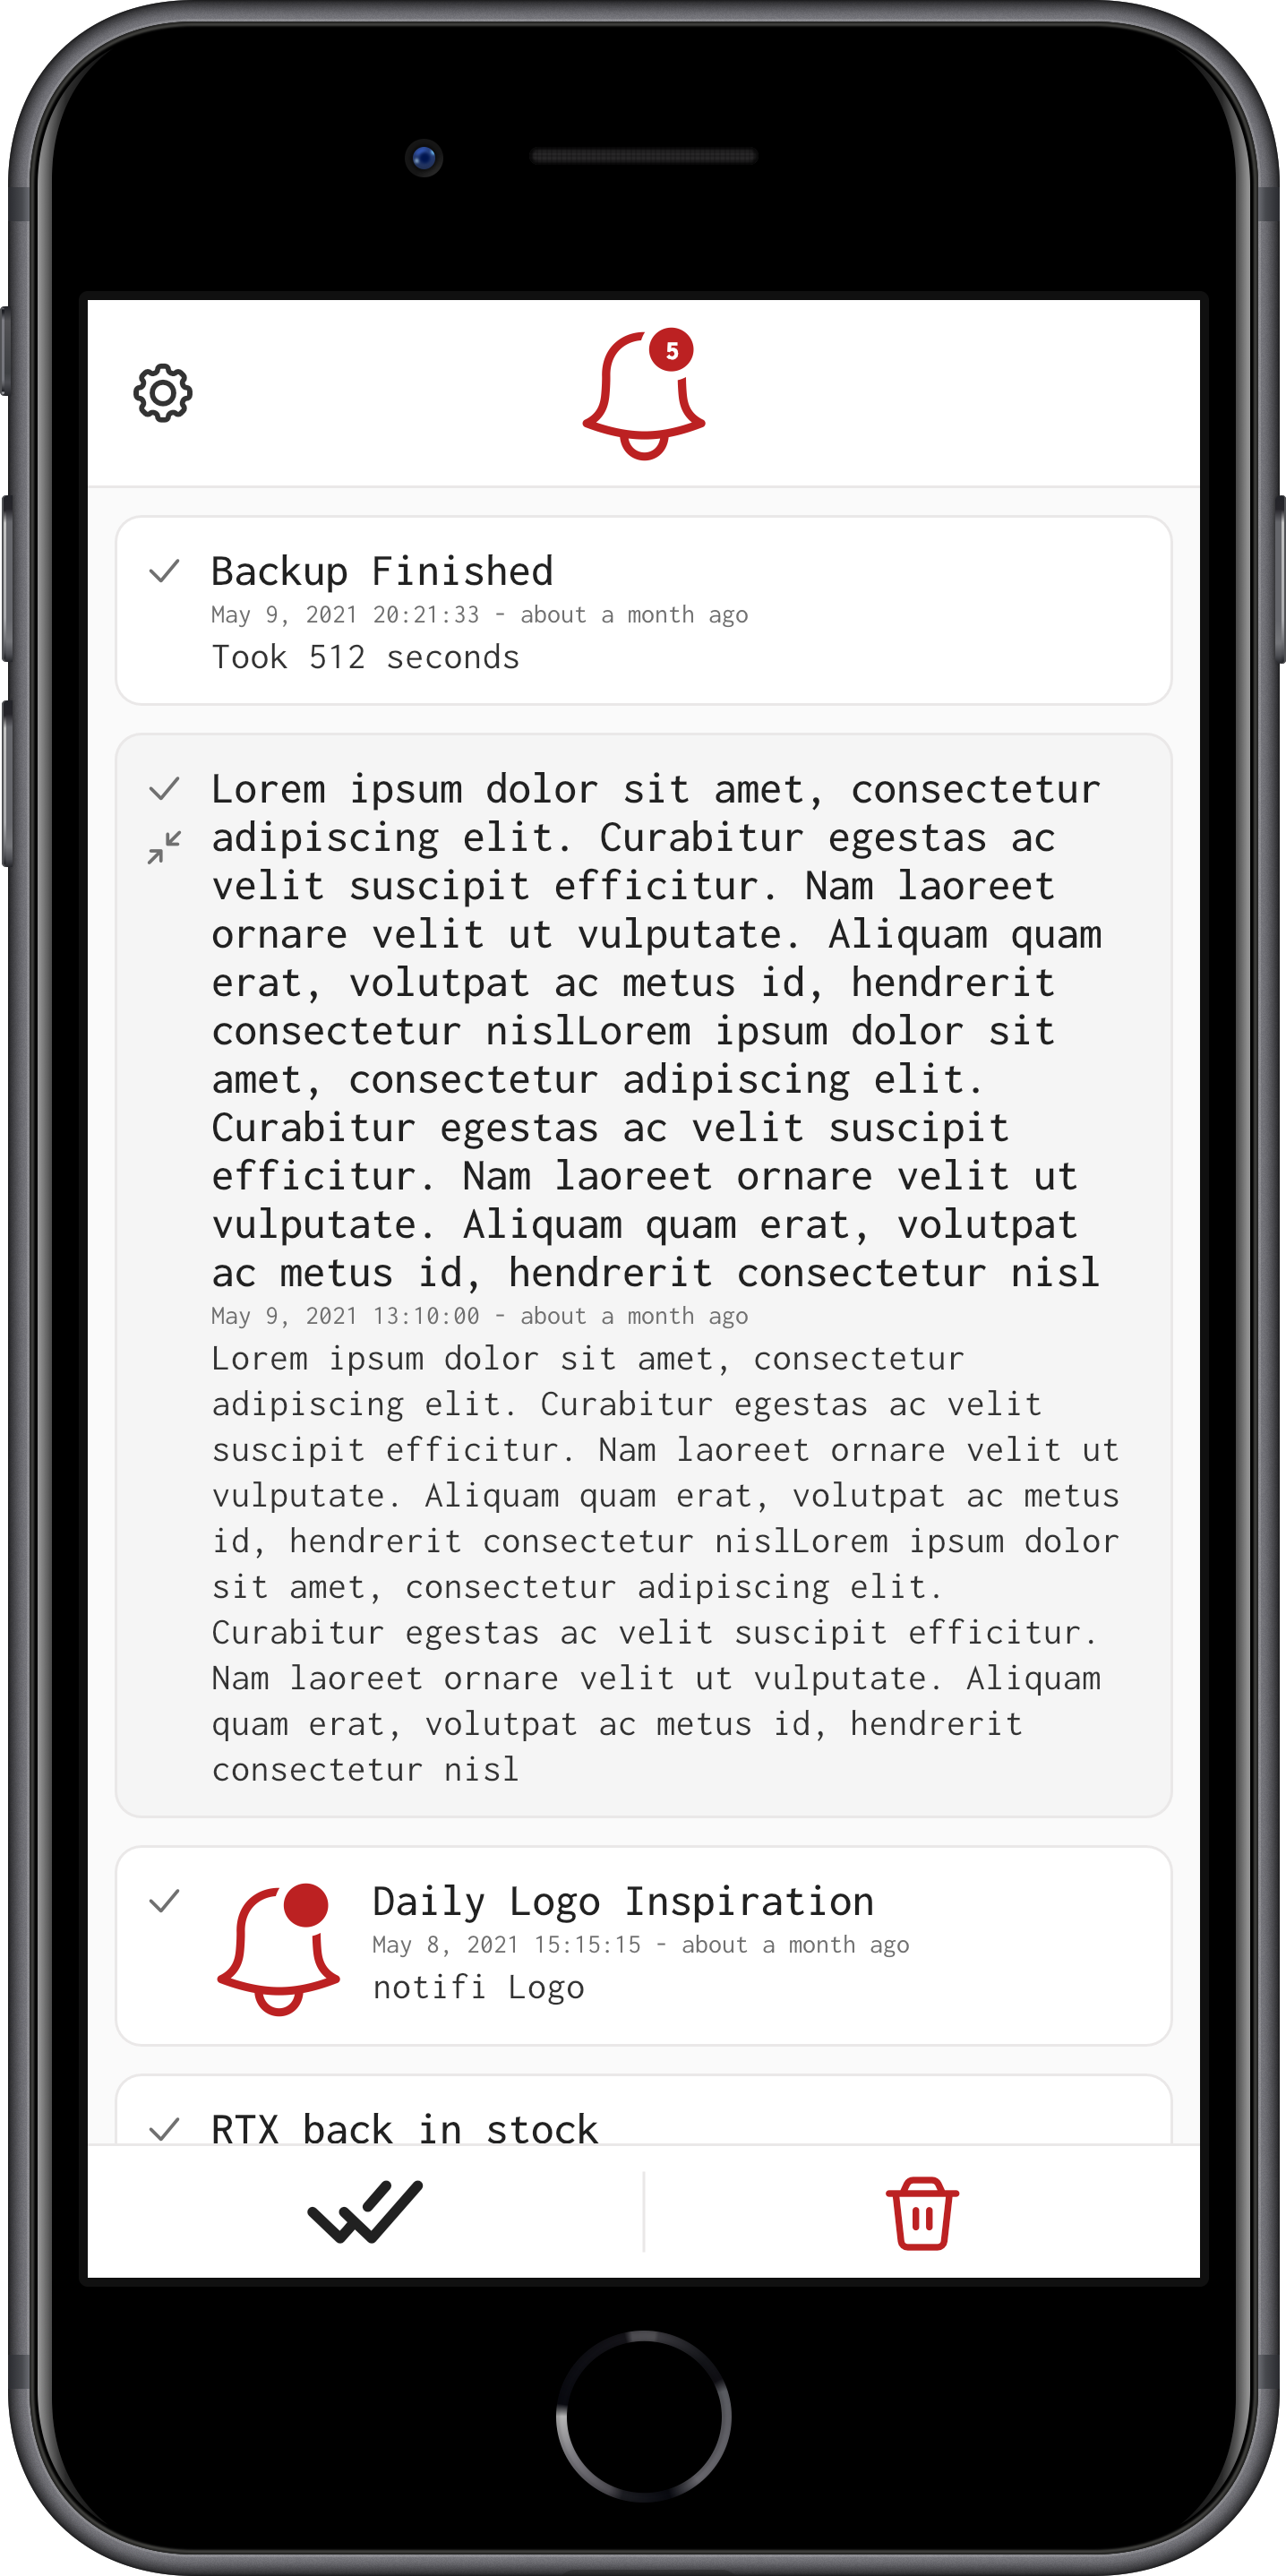 5
Backup Finished
May 9, 2021 20:21:33 - about a month ago
Took 512 seconds
Lorem ipsum dolor sit amet, consectetur
adipiscing elit. Curabitur egestas ac
velit suscipit efficitur. Nam laoreet
ornare velit ut vulputate. Aliquam quam
erat, volutpat ac metus id, hendrerit
consectetur nislLorem ipsum dolor sit
amet, consectetur adipiscing elit.
Curabitur egestas ac velit suscipit
efficitur. Nam laoreet ornare velit ut
vulputate. Aliquam quam erat, volutpat
ac metus id, hendrerit consectetur nisl
May 9, 2021 13:10:00 - about a month ago
Lorem ipsum dolor sit amet, consectetur
adipiscing elit. Curabitur egestas ac velit
suscipit efficitur. Nam laoreet ornare velit ut
vulputate. Aliquam quam erat, volutpat ac metus
id, hendrerit consectetur nislLorem ipsum dolor
sit amet, consectetur adipiscing elit.
Curabitur egestas ac velit suscipit efficitur.
Nam laoreet ornare velit ut vulputate. Aliquam
quam erat, volutpat ac metus id, hendrerit
consectetur nisl
Daily Logo Inspiration
May 8, 2021 15:15:15 - about a month ago
notifi Logo
RTX back in stock